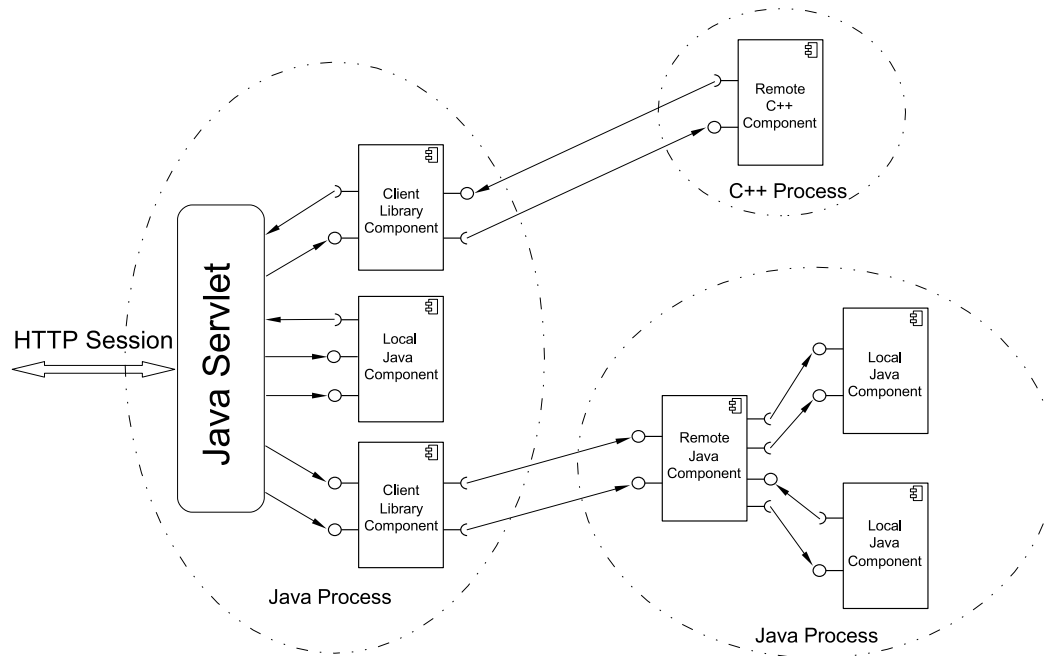 Remote
C++
Component
C++ Process
Client
Library
Component
Java Servlet
HTTP Session
Local
Java
Component
Client
Library
Component
Java Process
Local
Java
Component
Remote
Java
Component
Local
Java
Component
Java Process